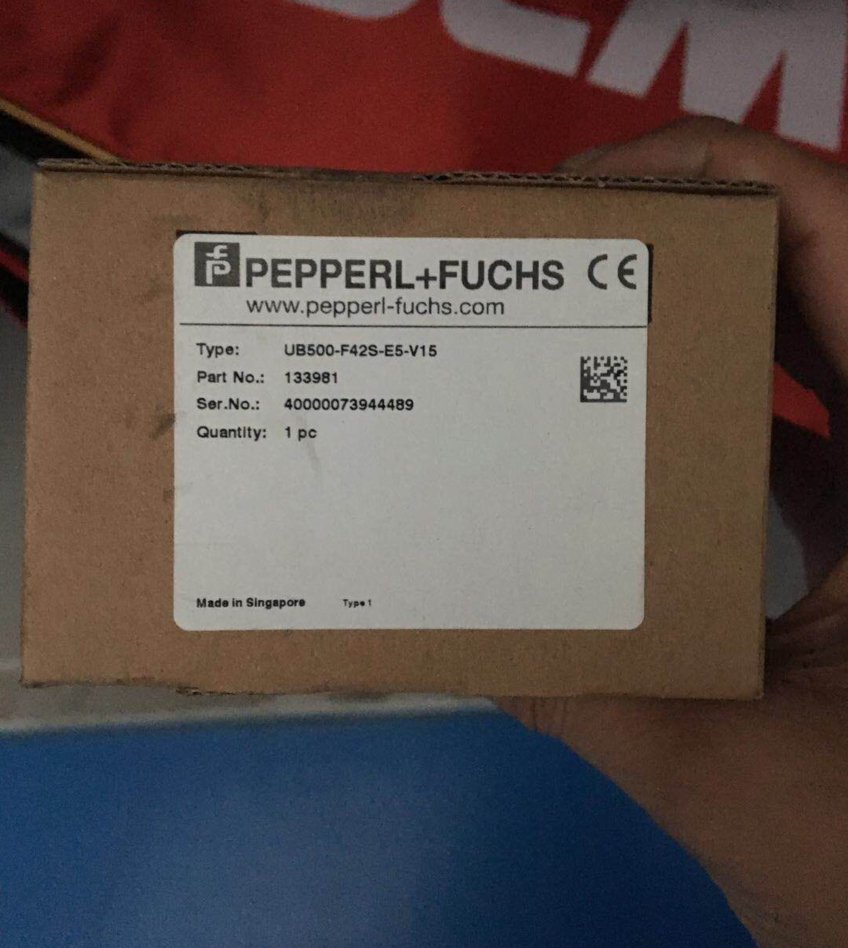 PEPPERL+FUCHS CE
www.pepperl-fuchs.com
Type: UB500-F42S-E5-V15
Part No.: 133981
Ser.No.: 40000073944489
Quantity: 1 pc
Made in Singapore Type 1